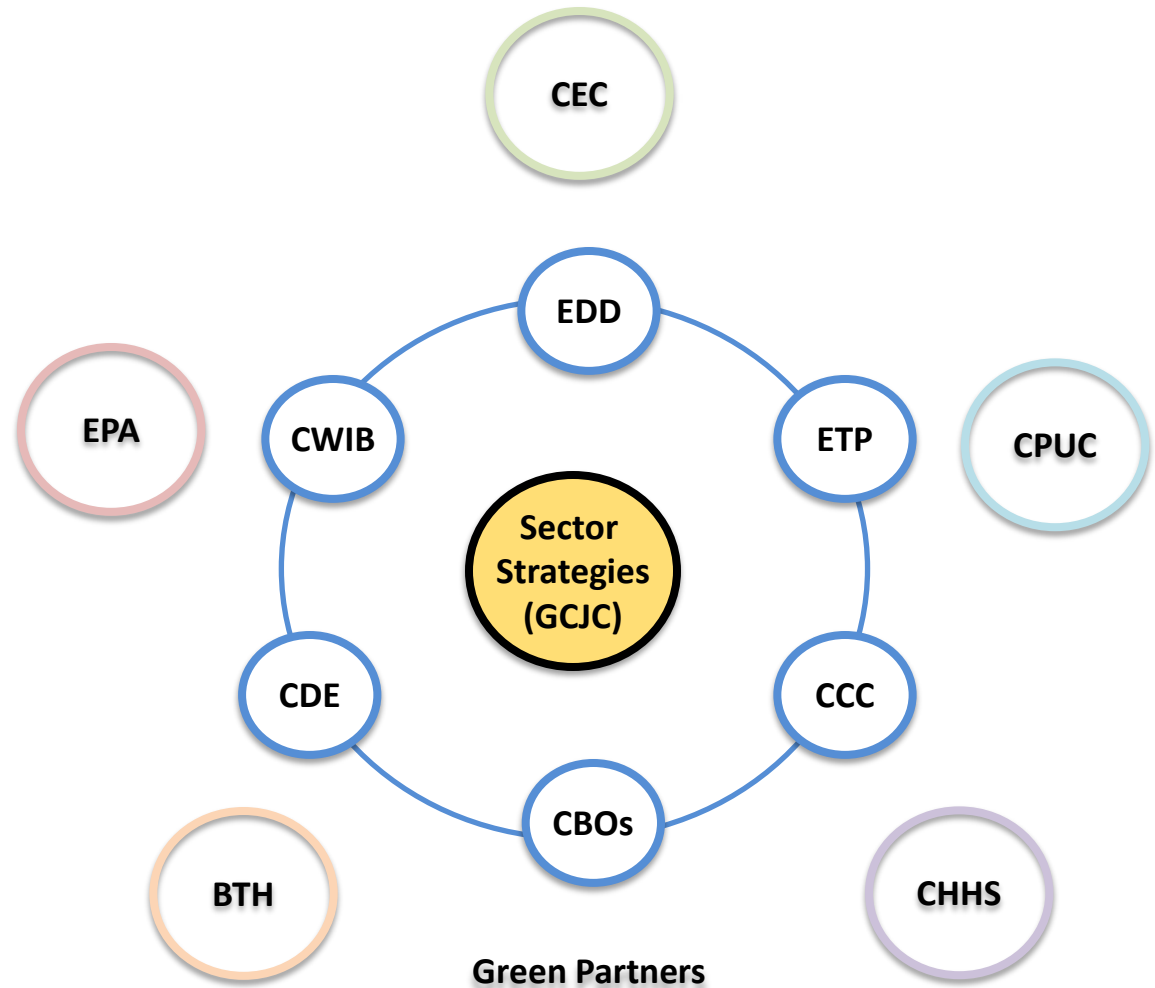 CEC
EDD
EPA
CWIB
ETP
CPUC
Sector
Strategies
(GCJC)
CDE
CCC
CBOs
BTH
CHHS
Green Partners